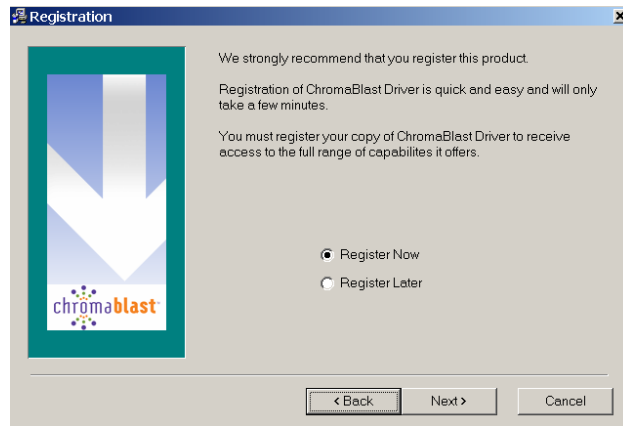 Registration
We strongly recommend that you register this product.
Registration of ChromaBlast Driver is quick and easy and will only
take a few minutes.
You must register your copy of ChromaBlast Driver to receive
access to the full range of capabilites it offers.
Register Now
Register Later
chromablast
< Back
Next >
Cancel